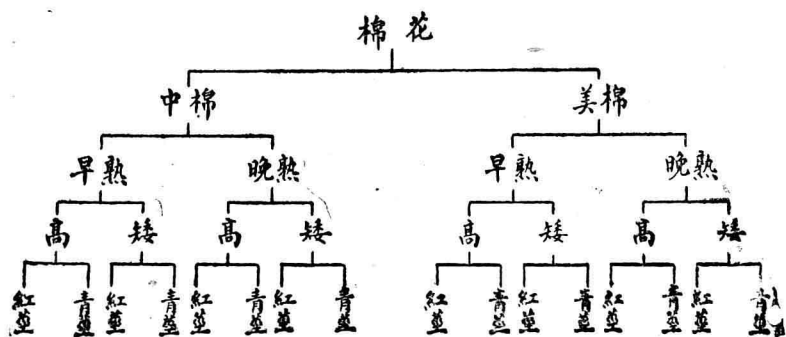 棉花
中棉 美棉
早熟 晚熟 早熟 晚熟
高 矮 高 矮 高 矮 高 矮
紅莖 青莖 紅莖 青莖 紅莖 青莖 紅莖 青莖 紅莖 青莖 紅莖 青莖 紅莖 青莖 紅莖 青莖